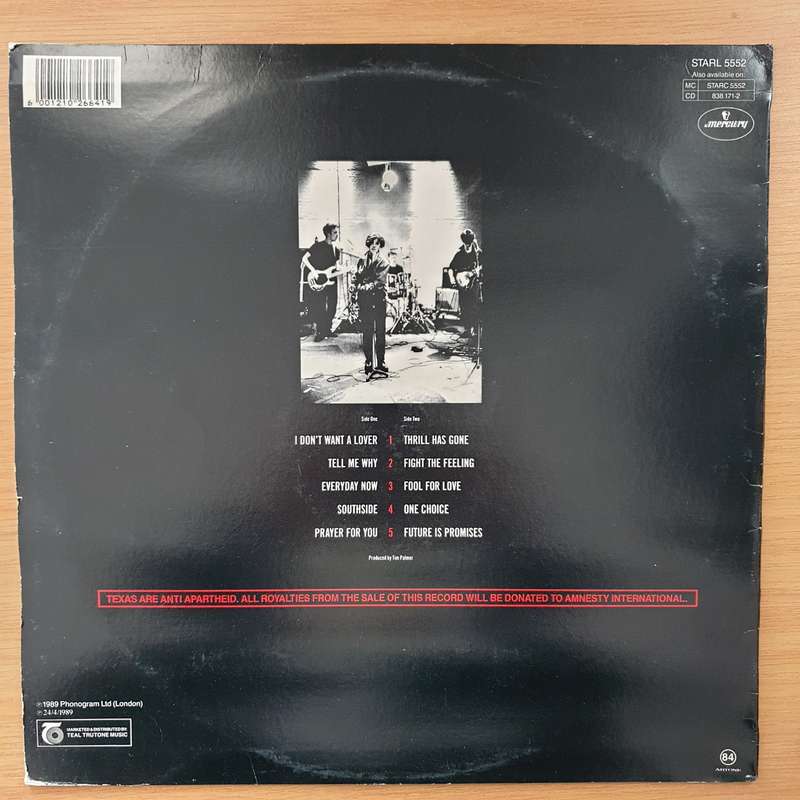 6 001210 266419
STARL 5552
Also available on:
MC STARC 5552
CD 838 171-2
mercury
Side One Side Two
I DON'T WANT A LOVER 1 THRILL HAS GONE
TELL ME WHY 2 FIGHT THE FEELING
EVERYDAY NOW 3 FOOL FOR LOVE
SOUTHSIDE 4 ONE CHOICE
PRAYER FOR YOU 5 FUTURE IS PROMISES
Produced by Tim Palmer
TEXAS ARE ANTI APARTHEID. ALL ROYALTIES FROM THE SALE OF THIS RECORD WILL BE DONATED TO AMNESTY INTERNATIONAL.
℗1989 Phonogram Ltd (London)
℗ 24/4/1989
MARKETED & DISTRIBUTED BY
TEAL TRUTONE MUSIC
84
ARTONE